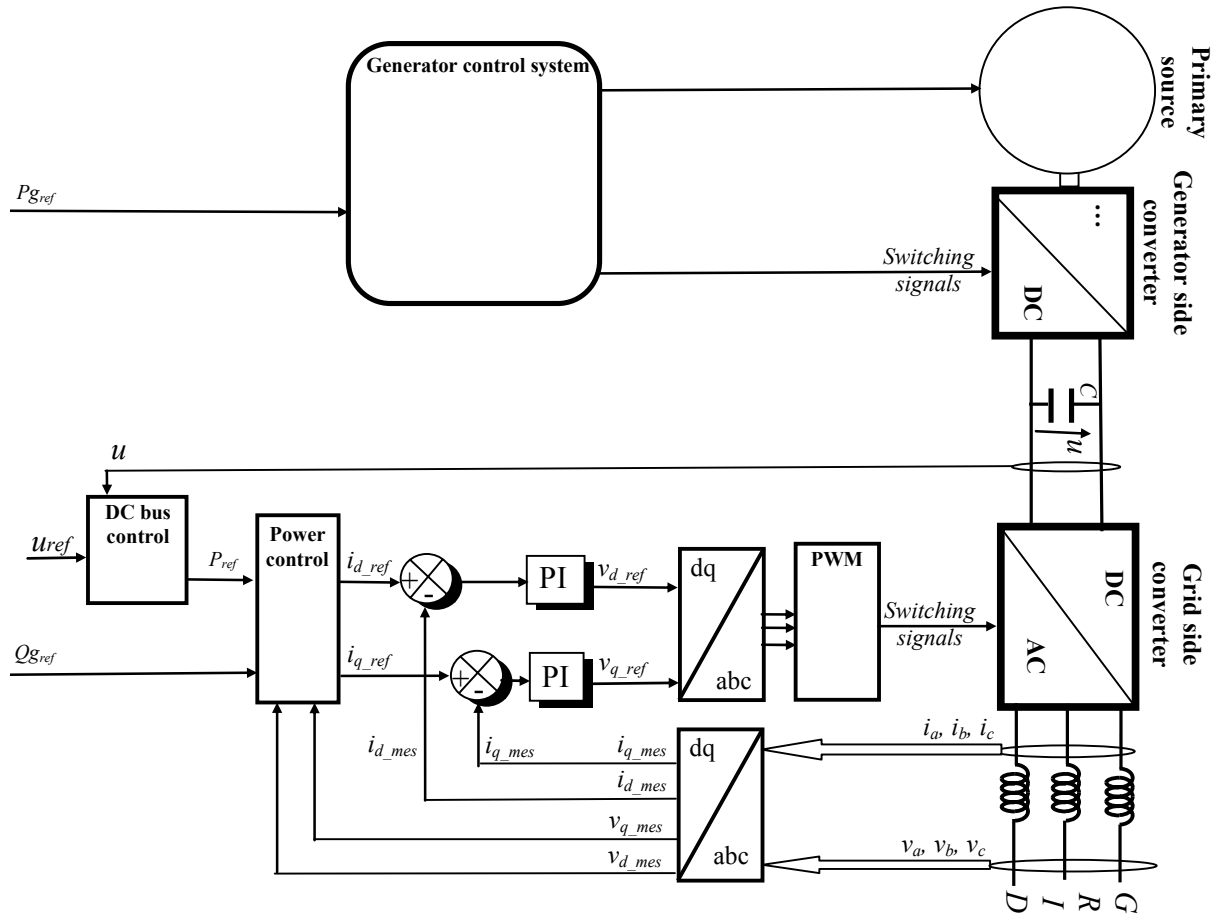 Generator control system
Primary
source
Pg_ref
Switching
signals
...
DC
Generator side
converter
C
u
u
DC bus
control
u_ref
P_ref
Power
control
i_d_ref
+
-
PI
v_d_ref
dq
abc
PWM
Switching
signals
DC
AC
Grid side
converter
Qg_ref
i_q_ref
+
-
PI
v_q_ref
i_d_mes
i_q_mes
i_q_mes
i_d_mes
v_q_mes
v_d_mes
dq
abc
i_a, i_b, i_c
v_a, v_b, v_c
G R I D